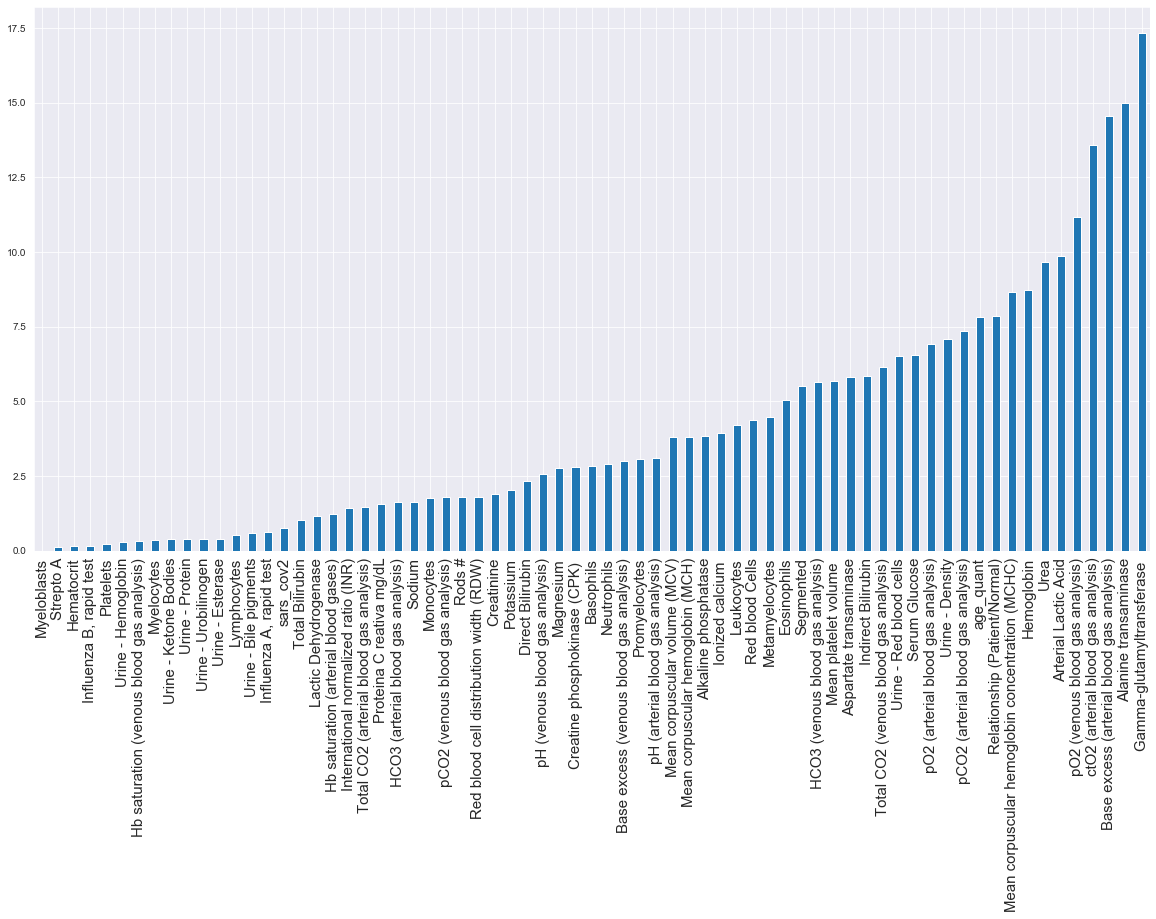 17.5
15.0
12.5
10.0
7.5
5.0
2.5
0.0
Myeloblasts
Strepto A
Hematocrit
Influenza B, rapid test
Platelets
Urine - Hemoglobin
Hb saturation (venous blood gas analysis)
Myelocytes
Urine - Ketone Bodies
Urine - Protein
Urine - Urobilinogen
Urine - Esterase
Lymphocytes
Urine - Bile pigments
Influenza A, rapid test
sars_cov2
Total Bilirubin
Lactic Dehydrogenase
Hb saturation (arterial blood gases)
International normalized ratio (INR)
Total CO2 (arterial blood gas analysis)
Proteina C reativa mg/dL
HCO3 (arterial blood gas analysis)
Sodium
Monocytes
pCO2 (venous blood gas analysis)
Rods #
Red blood cell distribution width (RDW)
Creatinine
Potassium
Direct Bilirubin
pH (venous blood gas analysis)
Magnesium
Creatine phosphokinase (CPK)
Basophils
Neutrophils
Base excess (venous blood gas analysis)
Promyelocytes
pH (arterial blood gas analysis)
Mean corpuscular volume (MCV)
Mean corpuscular hemoglobin (MCH)
Alkaline phosphatase
Ionized calcium
Leukocytes
Red blood Cells
Metamyelocytes
Eosinophils
Segmented
HCO3 (venous blood gas analysis)
Mean platelet volume
Aspartate transaminase
Indirect Bilirubin
Total CO2 (venous blood gas analysis)
Urine - Red blood cells
Serum Glucose
pO2 (arterial blood gas analysis)
Urine - Density
pCO2 (arterial blood gas analysis)
age_quant
Relationship (Patient/Normal)
Mean corpuscular hemoglobin concentration (MCHC)
Hemoglobin
Urea
Arterial Lactic Acid
pO2 (venous blood gas analysis)
ctO2 (arterial blood gas analysis)
Base excess (arterial blood gas analysis)
Alanine transaminase
Gamma-glutamyltransferase